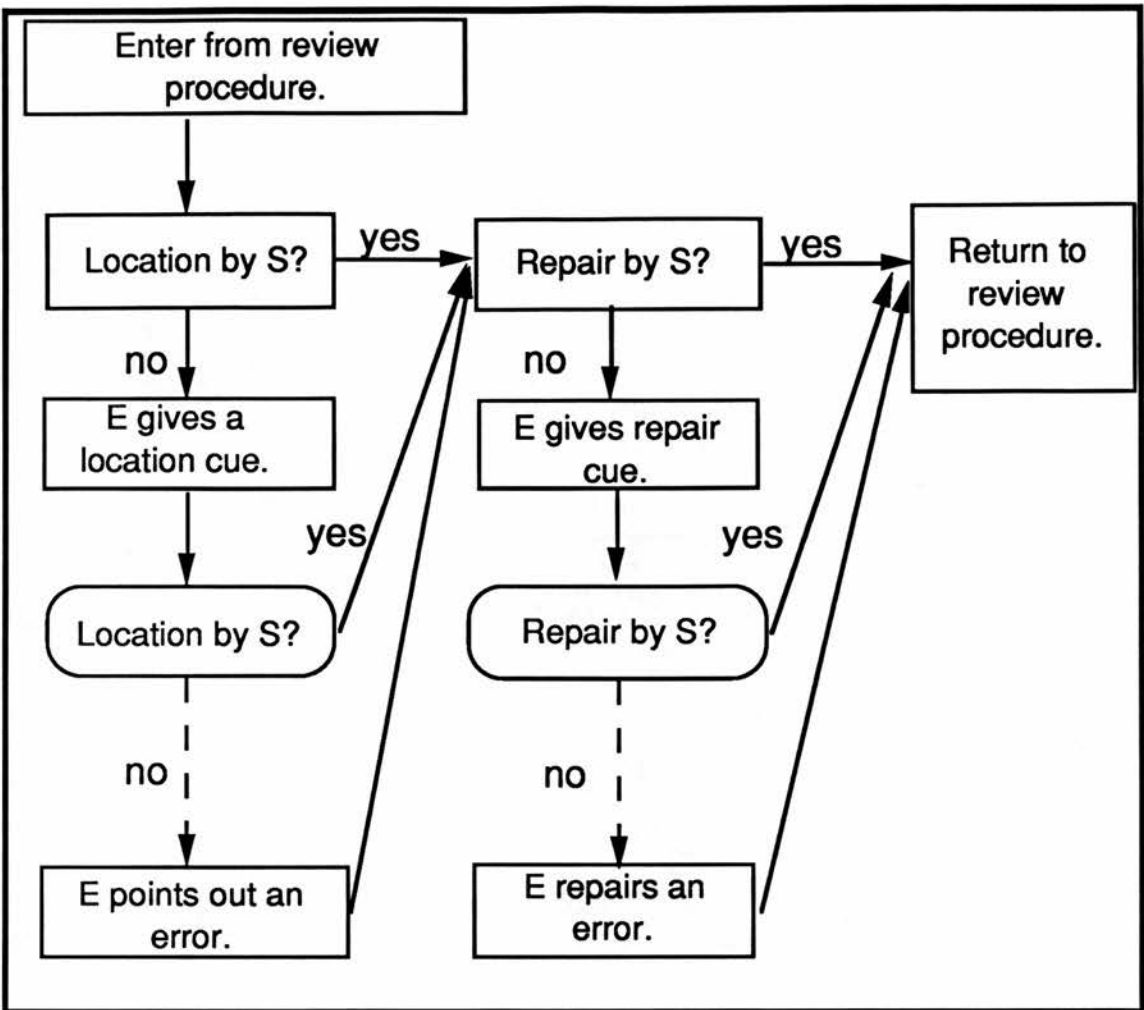 Enter from review
procedure.
Location by S?
yes
Repair by S?
yes
Return to
review
procedure.
no
no
E gives a
location cue.
E gives repair
cue.
yes
yes
Location by S?
Repair by S?
no
no
E points out an
error.
E repairs an
error.